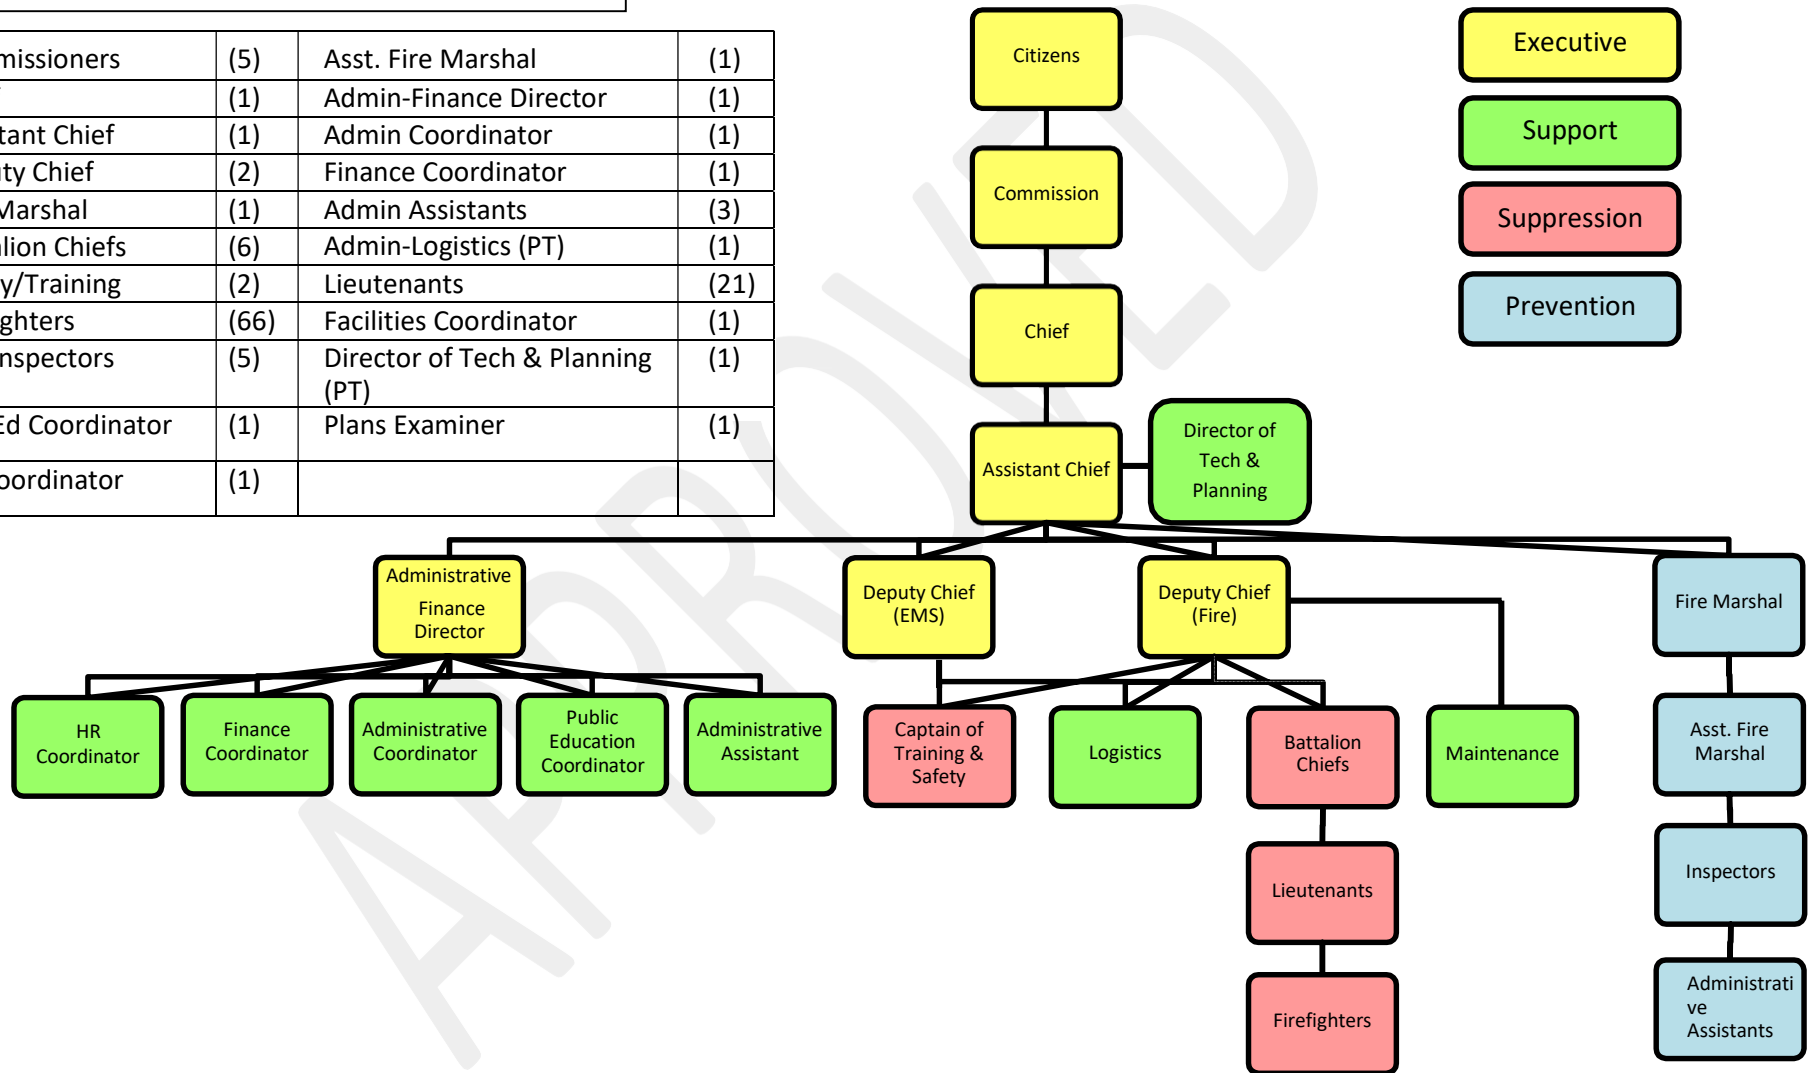 missioners (5) Asst. Fire Marshal (1)
(1) Admin-Finance Director (1)
tant Chief (1) Admin Coordinator (1)
ty Chief (2) Finance Coordinator (1)
Marshal (1) Admin Assistants (3)
lion Chiefs (6) Admin-Logistics (PT) (1)
y/Training (2) Lieutenants (21)
ghters (66) Facilities Coordinator (1)
nspectors (5) Director of Tech & Planning (1)
(PT)
Ed Coordinator (1) Plans Examiner (1)
oordinator (1)
Executive
Support
Suppression
Prevention
Citizens
Commission
Chief
Assistant Chief
Director of
Tech &
Planning
Administrative
Finance
Director
Deputy Chief
(EMS)
Deputy Chief
(Fire)
Fire Marshal
HR
Coordinator
Finance
Coordinator
Administrative
Coordinator
Public
Education
Coordinator
Administrative
Assistant
Captain of
Training &
Safety
Logistics
Battalion
Chiefs
Maintenance
Asst. Fire
Marshal
Lieutenants
Inspectors
Firefighters
Administrati
ve
Assistants
APPROVED